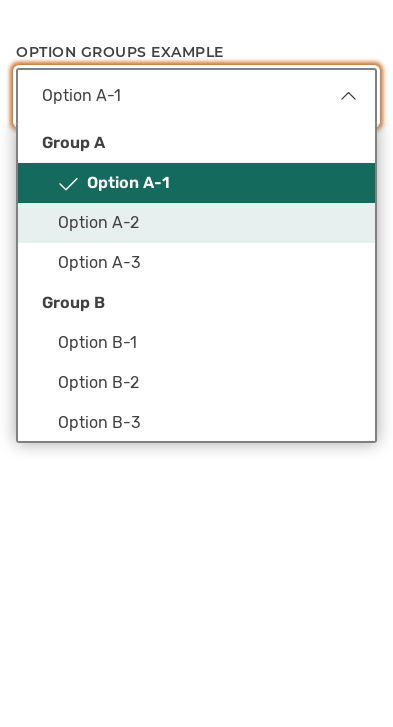 OPTION GROUPS EXAMPLE
Option A-1
Group A
Option A-1
Option A-2
Option A-3
Group B
Option B-1
Option B-2
Option B-3